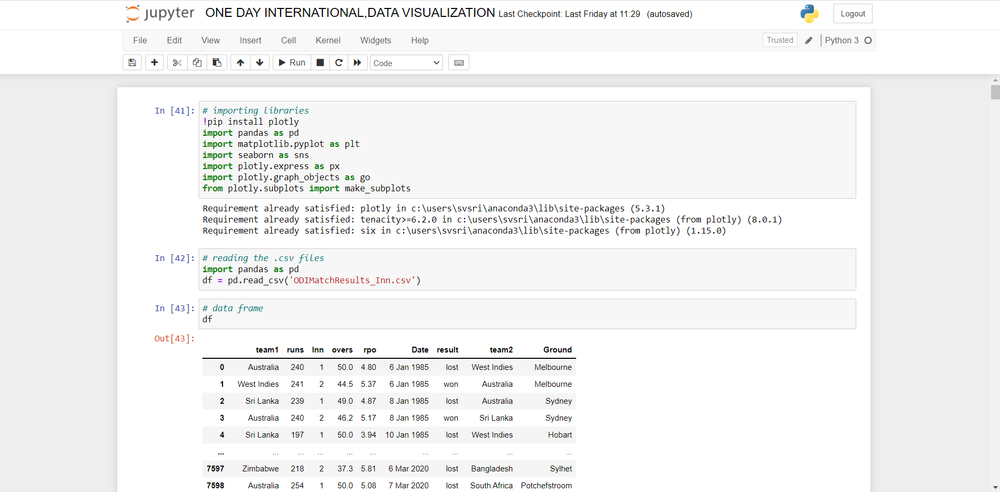 jupyter ONE DAY INTERNATIONAL,DATA VISUALIZATION Last Checkpoint: Last Friday at 11:29 (autosaved) Logout
File Edit View Insert Cell Kernel Widgets Help Trusted Python 3
Run Code
In [41]: # importing libraries
!pip install plotly
import pandas as pd
import matplotlib.pyplot as plt
import seaborn as sns
import plotly.express as px
import plotly.graph_objects as go
from plotly.subplots import make_subplots
Requirement already satisfied: plotly in c:\users\svsri\anaconda3\lib\site-packages (5.3.1)
Requirement already satisfied: tenacity>=6.2.0 in c:\users\svsri\anaconda3\lib\site-packages (from plotly) (8.0.1)
Requirement already satisfied: six in c:\users\svsri\anaconda3\lib\site-packages (from plotly) (1.15.0)
In [42]: # reading the .csv files
import pandas as pd
df = pd.read_csv('ODIMatchResults_Inn.csv')
In [43]: # data frame
df
Out[43]:
team1 runs Inn overs rpo Date result team2 Ground
0 Australia 240 1 50.0 4.80 6 Jan 1985 lost West Indies Melbourne
1 West Indies 241 2 44.5 5.37 6 Jan 1985 won Australia Melbourne
2 Sri Lanka 239 1 49.0 4.87 8 Jan 1985 lost Australia Sydney
3 Australia 240 2 46.2 5.17 8 Jan 1985 won Sri Lanka Sydney
4 Sri Lanka 197 1 50.0 3.94 10 Jan 1985 lost West Indies Hobart
... ... ... ... ... ... ... ... ... ...
7597 Zimbabwe 218 2 37.3 5.81 6 Mar 2020 lost Bangladesh Sylhet
7598 Australia 254 1 50.0 5.08 7 Mar 2020 lost South Africa Potchefstroom